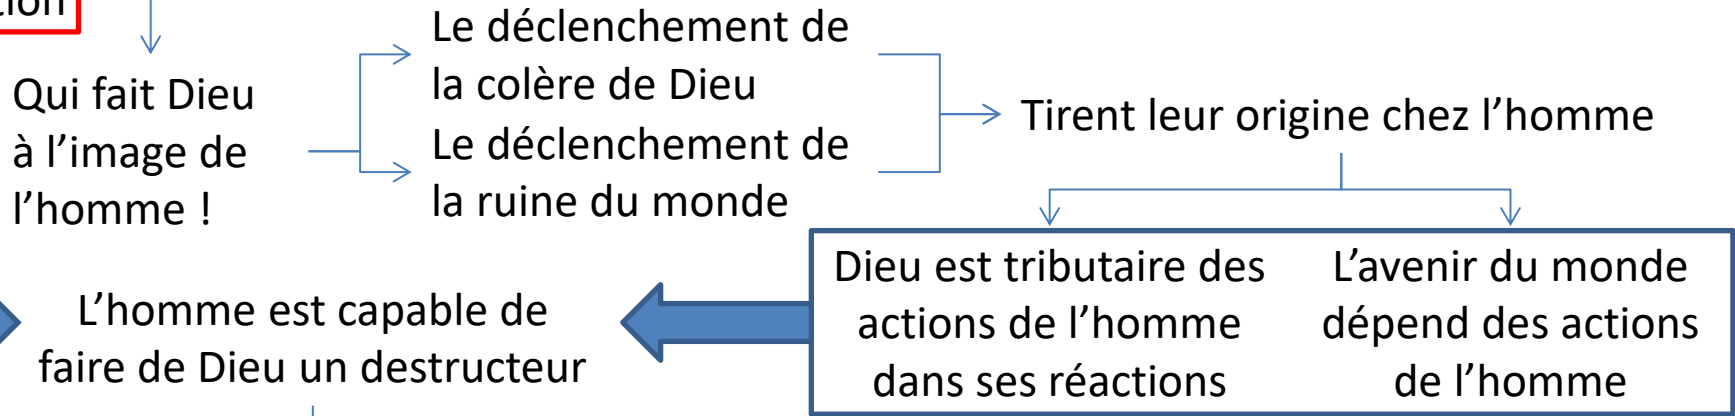 Qui fait Dieu
à l’image de
l’homme !
Le déclenchement de
la colère de Dieu
Le déclenchement de
la ruine du monde
Tirent leur origine chez l’homme
Dieu est tributaire des
actions de l’homme
dans ses réactions
L’avenir du monde
dépend des actions
de l’homme
L’homme est capable de
faire de Dieu un destructeur